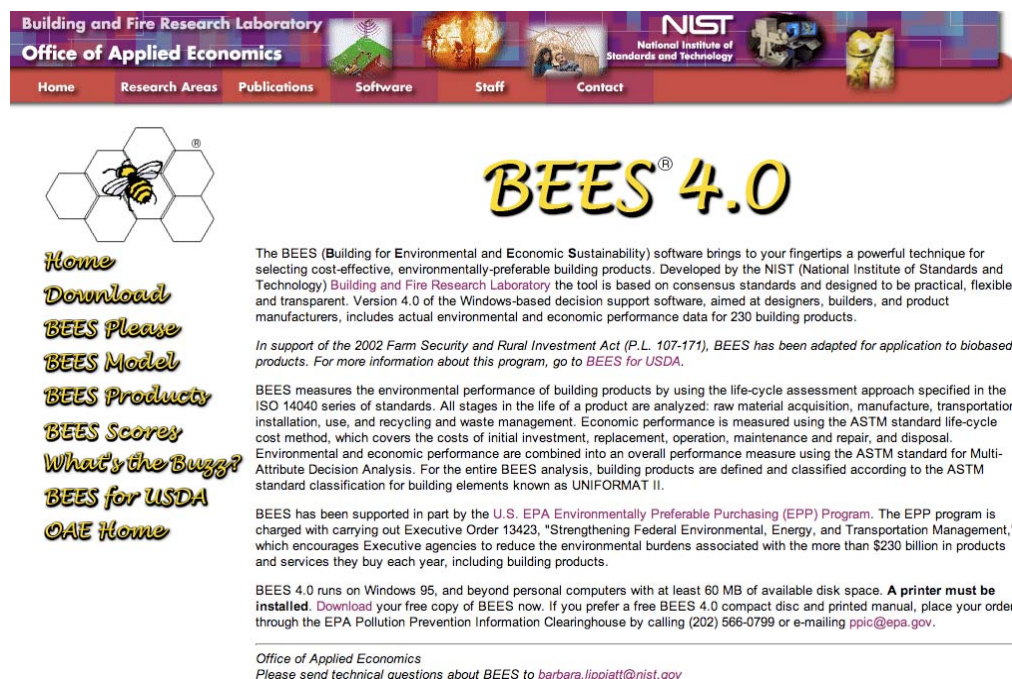 Building and Fire Research Laboratory
Office of Applied Economics
NIST
National Institute of
Standards and Technology
Home Research Areas Publications Software Staff Contact
®
BEES® 4.0
Home
Download
BEES Please
BEES Model
BEES Products
BEES Scores
What's the Buzz?
BEES for USDA
OAE Home
The BEES (Building for Environmental and Economic Sustainability) software brings to your fingertips a powerful technique for
selecting cost-effective, environmentally-preferable building products. Developed by the NIST (National Institute of Standards and
Technology) Building and Fire Research Laboratory the tool is based on consensus standards and designed to be practical, flexible
and transparent. Version 4.0 of the Windows-based decision support software, aimed at designers, builders, and product
manufacturers, includes actual environmental and economic performance data for 230 building products.
In support of the 2002 Farm Security and Rural Investment Act (P.L. 107-171), BEES has been adapted for application to biobased
products. For more information about this program, go to BEES for USDA.
BEES measures the environmental performance of building products by using the life-cycle assessment approach specified in the
ISO 14040 series of standards. All stages in the life of a product are analyzed: raw material acquisition, manufacture, transportation
installation, use, and recycling and waste management. Economic performance is measured using the ASTM standard life-cycle
cost method, which covers the costs of initial investment, replacement, operation, maintenance and repair, and disposal.
Environmental and economic performance are combined into an overall performance measure using the ASTM standard for Multi-
Attribute Decision Analysis. For the entire BEES analysis, building products are defined and classified according to the ASTM
standard classification for building elements known as UNIFORMAT II.
BEES has been supported in part by the U.S. EPA Environmentally Preferable Purchasing (EPP) Program. The EPP program is
charged with carrying out Executive Order 13423, "Strengthening Federal Environmental, Energy, and Transportation Management,"
which encourages Executive agencies to reduce the environmental burdens associated with the more than $230 billion in products
and services they buy each year, including building products.
BEES 4.0 runs on Windows 95, and beyond personal computers with at least 60 MB of available disk space. A printer must be
installed. Download your free copy of BEES now. If you prefer a free BEES 4.0 compact disc and printed manual, place your order
through the EPA Pollution Prevention Information Clearinghouse by calling (202) 566-0799 or e-mailing ppic@epa.gov.
Office of Applied Economics
Please send technical questions about BEES to barbara.lippiatt@nist.gov